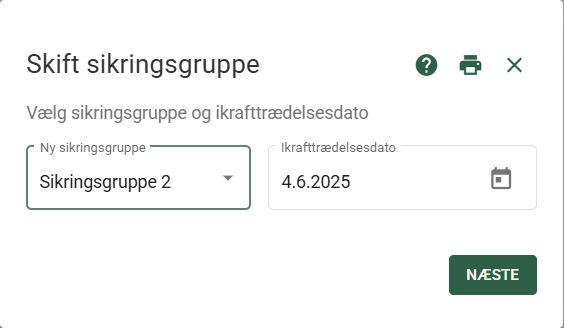 Skift sikringsgruppe
Vælg sikringsgruppe og ikrafttrædelsesdato
Ny sikringsgruppe
Sikringsgruppe 2
Ikrafttrædelsesdato
4.6.2025
NÆSTE